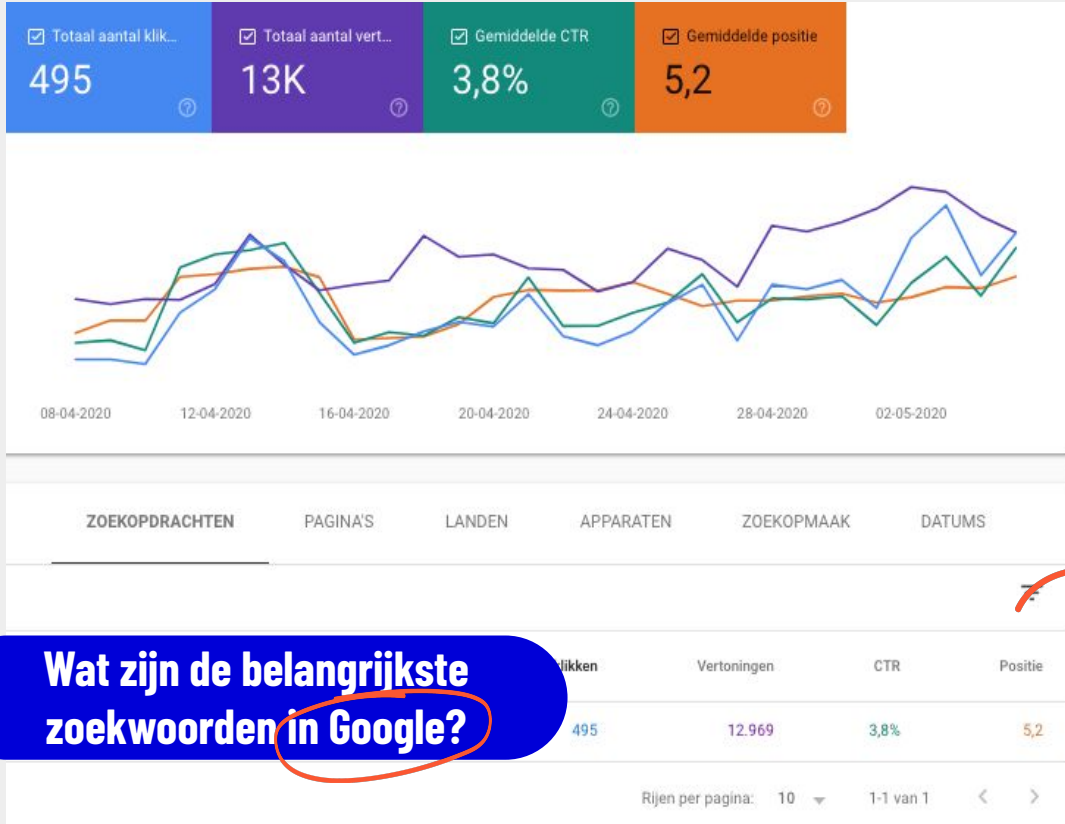 Totaal aantal klik...
Totaal aantal vert...
Gemiddelde CTR
Gemiddelde positie
495
13K
3,8%
5,2
08-04-2020
12-04-2020
16-04-2020
20-04-2020
24-04-2020
28-04-2020
02-05-2020
ZOEKOPDRACHTEN
PAGINA'S
LANDEN
APPARATEN
ZOEKOPMAAK
DATUMS
Wat zijn de belangrijkste
zoekwoorden in Google?
likken
Vertoningen
CTR
Positie
495
12.969
3,8%
5,2
Rijen per pagina: 10
1-1 van 1